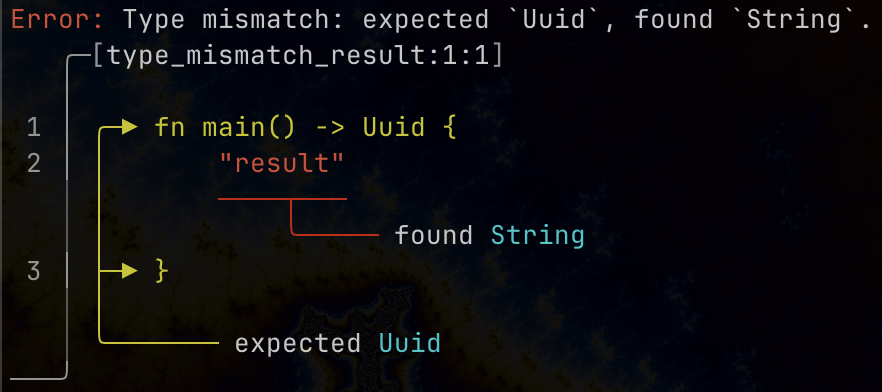 Error: Type mismatch: expected `Uuid`, found `String`.
[type_mismatch_result:1:1]
1 fn main() -> Uuid {
2 "result"
found String
3 }
expected Uuid